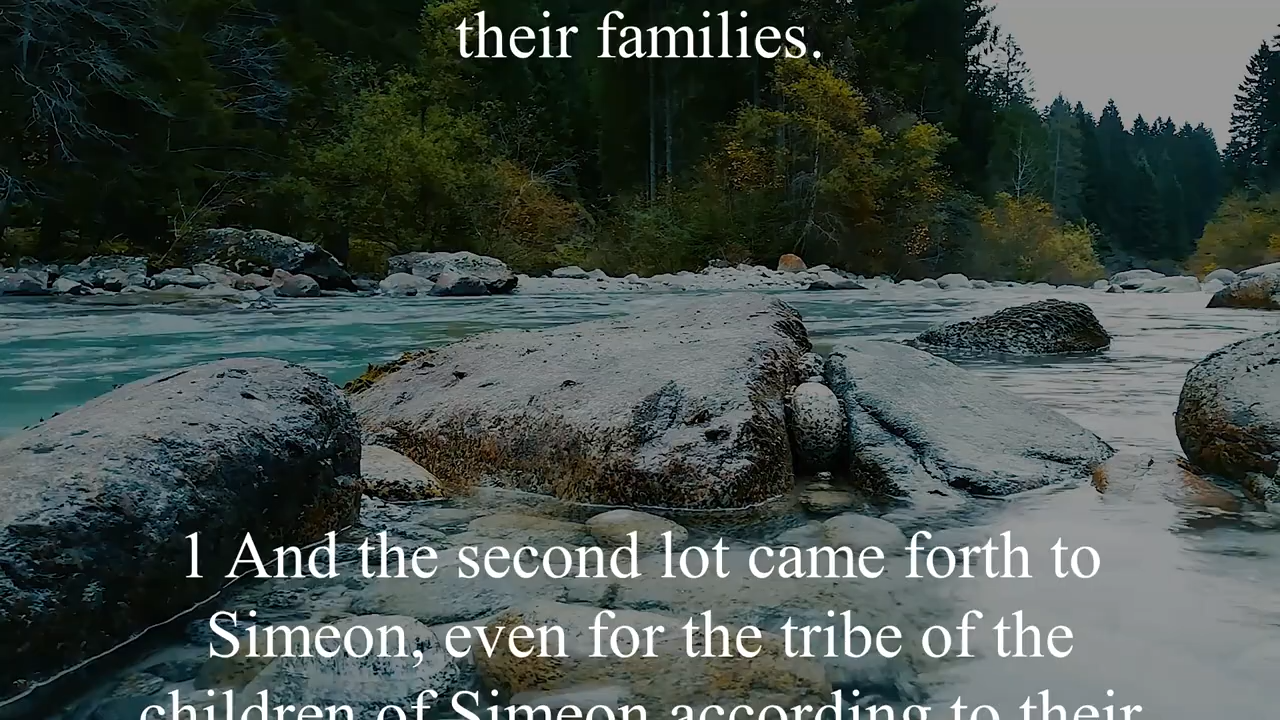 their families.
1 And the second lot came forth to
Simeon, even for the tribe of the
children of Simeon according to their